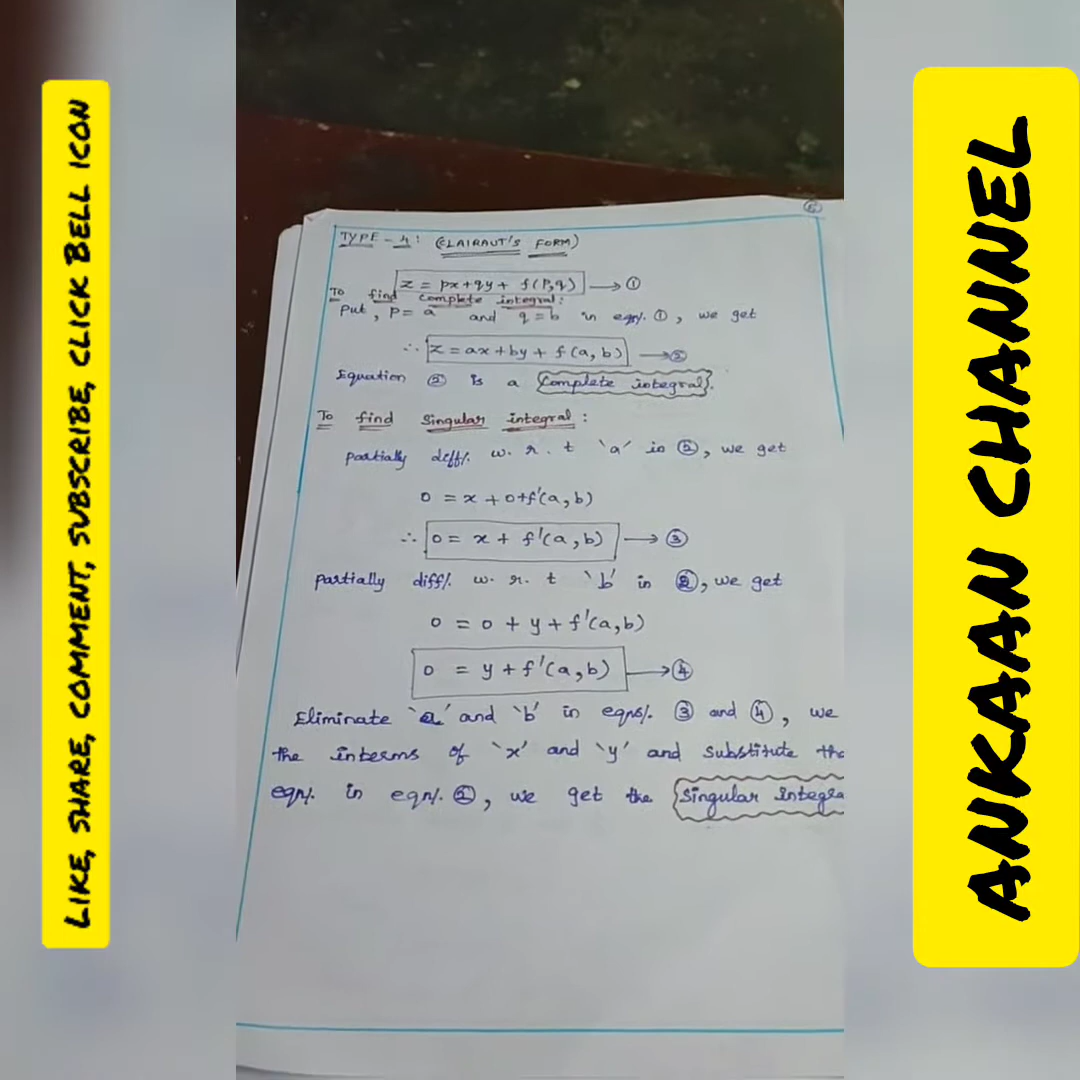 LIKE, SHARE, COMMENT, SUBSCRIBE, CLICK BELL ICON
5
TYPE - 4 : (CLAIRAUT'S FORM)
z = px+qy+ f(p,q) → ①
To find complete integral:
Put, p= a and q=b in eqn/. ①, we get
∴ z = ax+by + f(a, b) → ②
Equation ② is a Complete integral.
To find Singular integral :
partially diff/. w. r. t `a' in ②, we get
0 = x + 0+f'(a, b)
∴ 0 = x + f'(a, b) → ③
partially diff/. w. r. t `b' in ②, we get
0 = 0 + y + f'(a,b)
0 = y + f'(a, b) → ④
Eliminate `a' and `b' in eqns/. ③ and ④, we
the interms of `x' and `y' and substitute
eqn/. in eqn/. ②, we get the Singular integra
ANKAAN CHANNEL